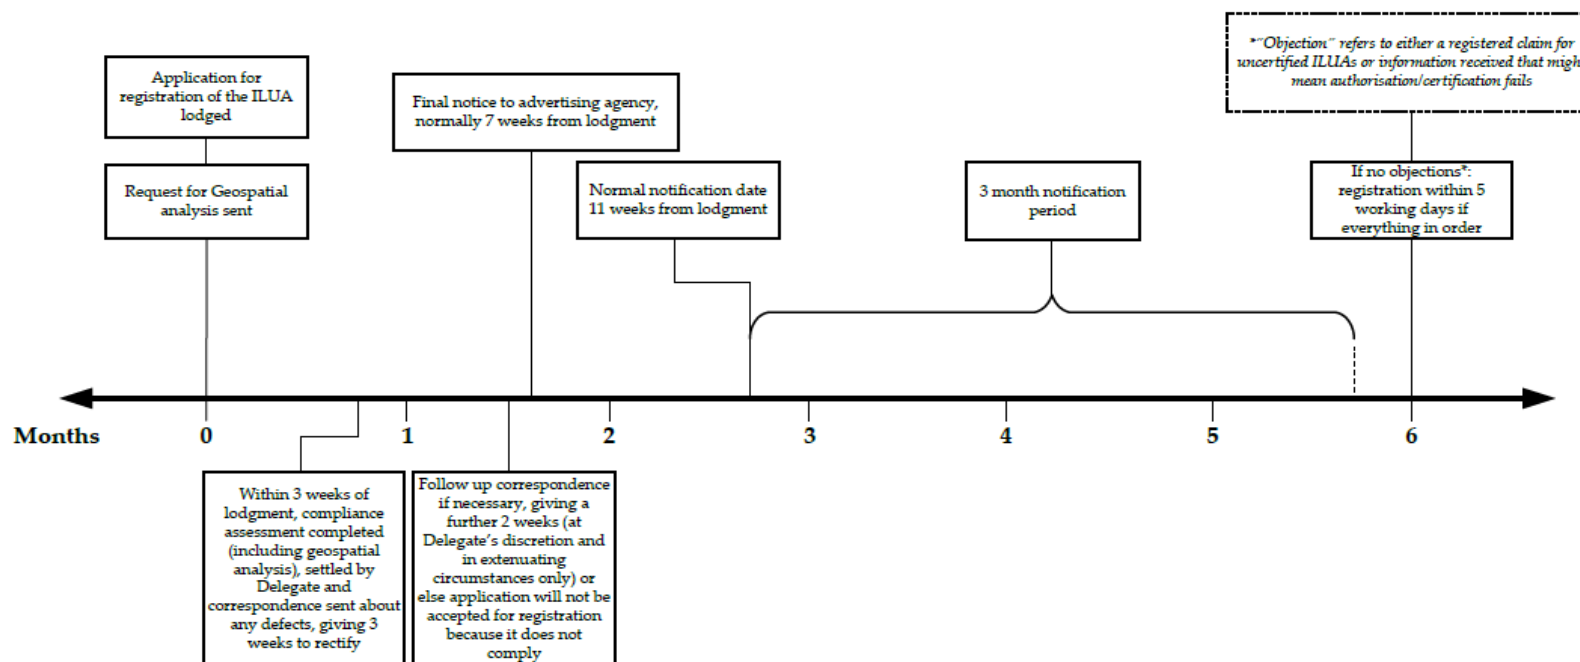 Application for
registration of the ILUA
lodged
Request for Geospatial
analysis sent
Final notice to advertising agency,
normally 7 weeks from lodgment
Normal notification date
11 weeks from lodgment
3 month notification
period
*"Objection" refers to either a registered claim for
uncertified ILUAs or information received that migh
mean authorisation/certification fails
If no objections*:
registration within 5
working days if
everything in order
Months 0 1 2 3 4 5 6
Within 3 weeks of
lodgment, compliance
assessment completed
(including geospatial
analysis), settled by
Delegate and
correspondence sent about
any defects, giving 3
weeks to rectify
Follow up correspondence
if necessary, giving a
further 2 weeks (at
Delegate's discretion and
in extenuating
circumstances only) or
else application will not be
accepted for registration
because it does not
comply